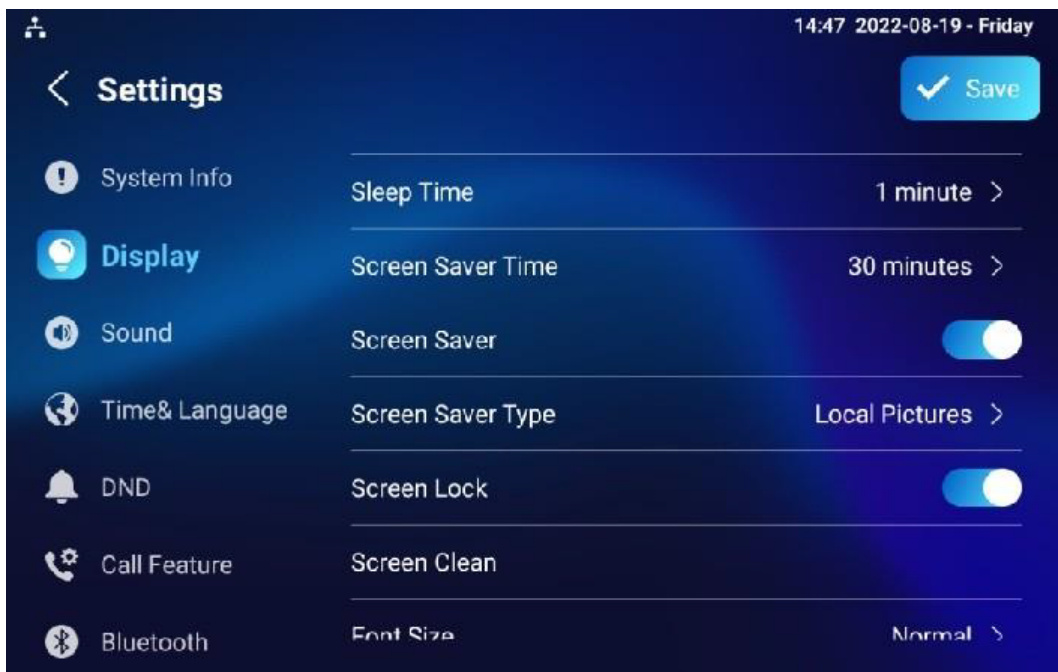 14:47 2022-08-19 - Friday
Settings
Save
System Info
Display
Sound
Time& Language
DND
Call Feature
Bluetooth
Sleep Time 1 minute
Screen Saver Time 30 minutes
Screen Saver
Screen Saver Type Local Pictures
Screen Lock
Screen Clean
Font Size Normal